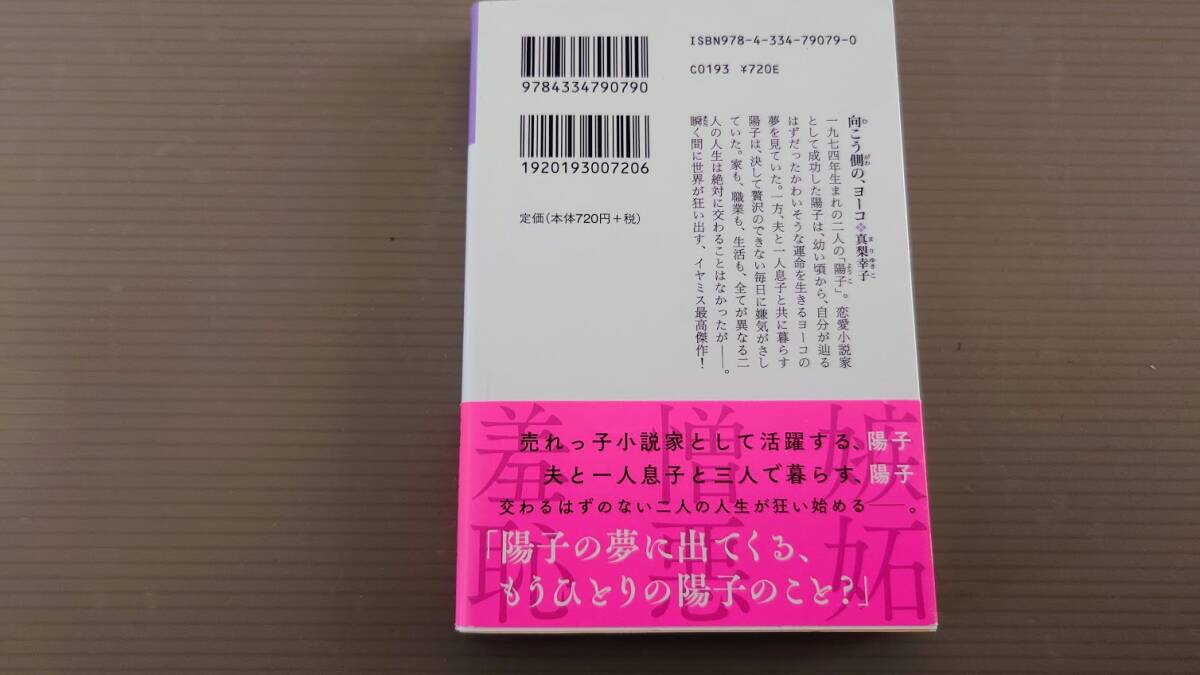 ISBN978-4-334-79079-0
C0193 ¥720E
9784334790790
1920193007206
定価(本体720円+税)
向こう側の、ヨーコ❖真梨幸子
一九七四年生まれの二人の「陽子」。恋愛小説家
として成功した陽子は、幼い頃から、自分が辿る
はずだったかわいそうな運命を生きるヨーコの
夢を見ていた。一方、夫と一人息子と共に暮らす
陽子は、決して贅沢のできない毎日に嫌気がさし
ていた。家も、職業も、生活も、全てが異なる二
人の人生は絶対に交わることはなかったが――。
瞬く間に世界が狂い出す、イヤミス最高傑作!
嫉妬
憎悪
羞恥
売れっ子小説家として活躍する、陽子
夫と一人息子と三人で暮らす、陽子
交わるはずのない二人の人生が狂い始める――。
「陽子の夢に出てくる、
もうひとりの陽子のこと?」